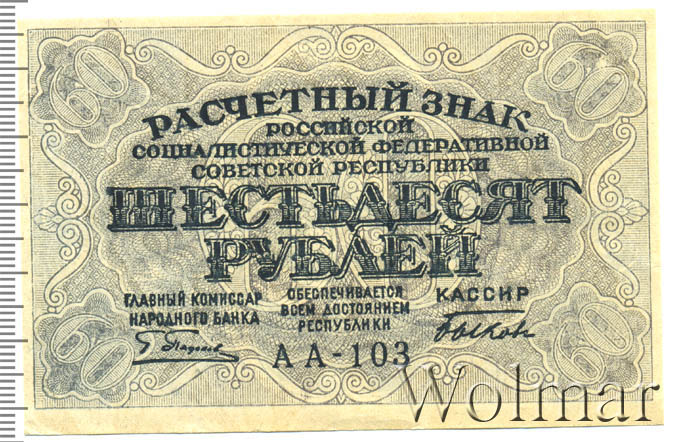 60 60
РАСЧЕТНЫЙ ЗНАК
РОССИЙСКОЙ
СОЦИАЛИСТИЧЕСКОЙ ФЕДЕРАТИВНОЙ
СОВЕТСКОЙ РЕСПУБЛИКИ
60
ШЕСТЬДЕСЯТ
РУБЛЕЙ
ГЛАВНЫЙ КОМИССАР
НАРОДНОГО БАНКА
ОБЕСПЕЧИВАЕТСЯ
ВСЕМ ДОСТОЯНИЕМ
РЕСПУБЛИКИ
КАССИР
АА-103
60 60
Wolmar